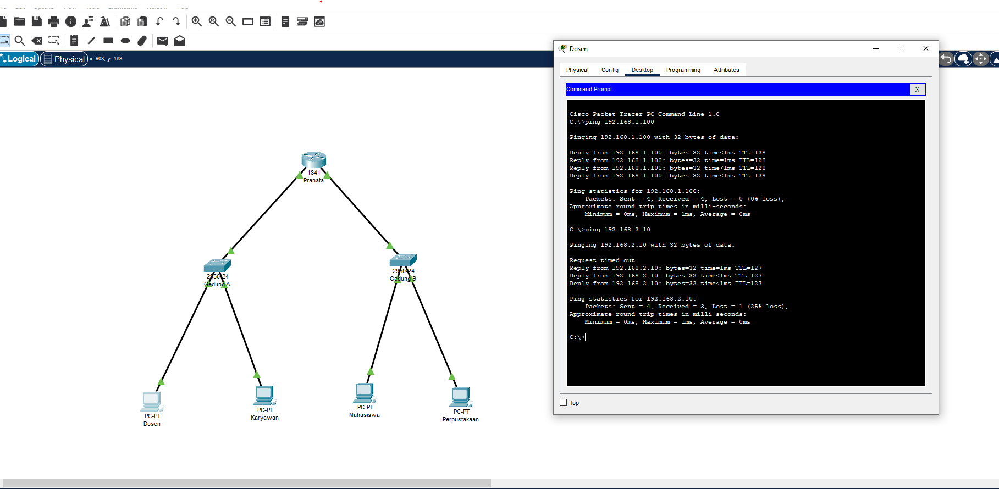 Logical
Physical
x: 908, y: 163
1841
Pranata
2950-24
Gedung A
2950-24
Gedung B
PC-PT
Dosen
PC-PT
Karyawan
PC-PT
Mahasiswa
PC-PT
Perpustakaan
Dosen
Physical Config Desktop Programming Attributes
Command Prompt
X
Cisco Packet Tracer PC Command Line 1.0
C:\>ping 192.168.1.100
Pinging 192.168.1.100 with 32 bytes of data:
Reply from 192.168.1.100: bytes=32 time<1ms TTL=128
Reply from 192.168.1.100: bytes=32 time=1ms TTL=128
Reply from 192.168.1.100: bytes=32 time<1ms TTL=128
Reply from 192.168.1.100: bytes=32 time<1ms TTL=128
Ping statistics for 192.168.1.100:
Packets: Sent = 4, Received = 4, Lost = 0 (0% loss),
Approximate round trip times in milli-seconds:
Minimum = 0ms, Maximum = 1ms, Average = 0ms
C:\>ping 192.168.2.10
Pinging 192.168.2.10 with 32 bytes of data:
Request timed out.
Reply from 192.168.2.10: bytes=32 time=1ms TTL=127
Reply from 192.168.2.10: bytes=32 time<1ms TTL=127
Reply from 192.168.2.10: bytes=32 time<1ms TTL=127
Ping statistics for 192.168.2.10:
Packets: Sent = 4, Received = 3, Lost = 1 (25% loss),
Approximate round trip times in milli-seconds:
Minimum = 0ms, Maximum = 1ms, Average = 0ms
C:\>
Top